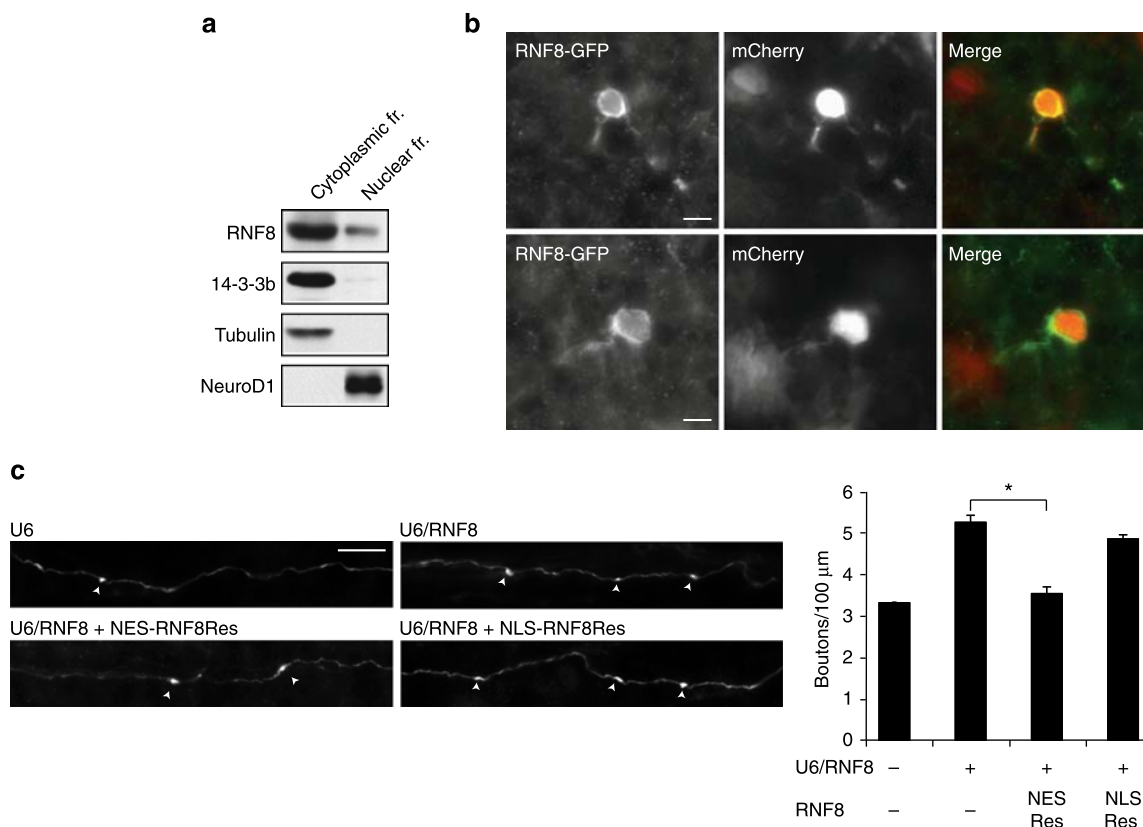 a
Cytoplasmic fr.
Nuclear fr.
RNF8
14-3-3b
Tubulin
NeuroD1
b
RNF8-GFP
mCherry
Merge
RNF8-GFP
mCherry
Merge
c
U6
U6/RNF8
U6/RNF8 + NES-RNF8Res
U6/RNF8 + NLS-RNF8Res
Boutons/100 μm
6
5
4
3
2
1
0
*
U6/RNF8 – + + +
RNF8 – – NES Res NLS Res